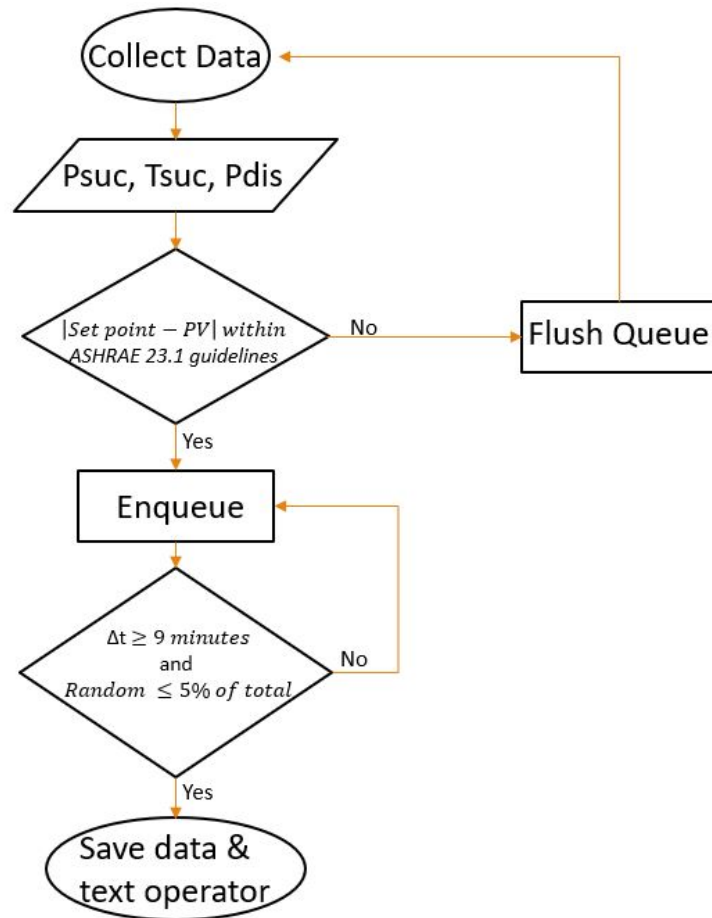 Collect Data
Psuc, Tsuc, Pdis
|Set point − PV| within
ASHRAE 23.1 guidelines
No
Flush Queue
Yes
Enqueue
Δt ≥ 9 minutes
and
Random ≤ 5% of total
No
Yes
Save data &
text operator